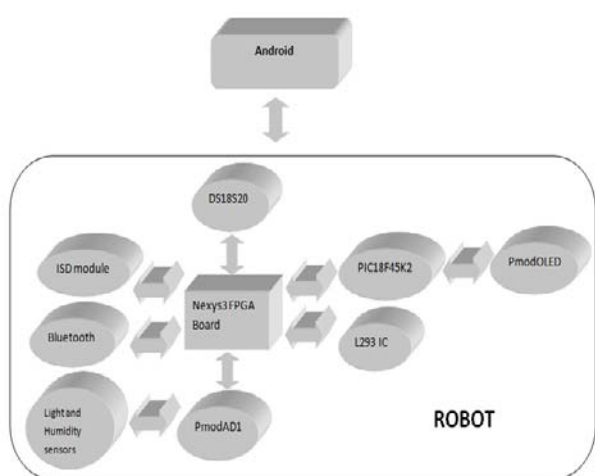 Android
DS18S20
ISD module
PIC18F45K2
PmodOLED
Nexys3FPGA
Board
Bluetooth
L293 IC
Light and
Humidity
sensors
PmodAD1
ROBOT